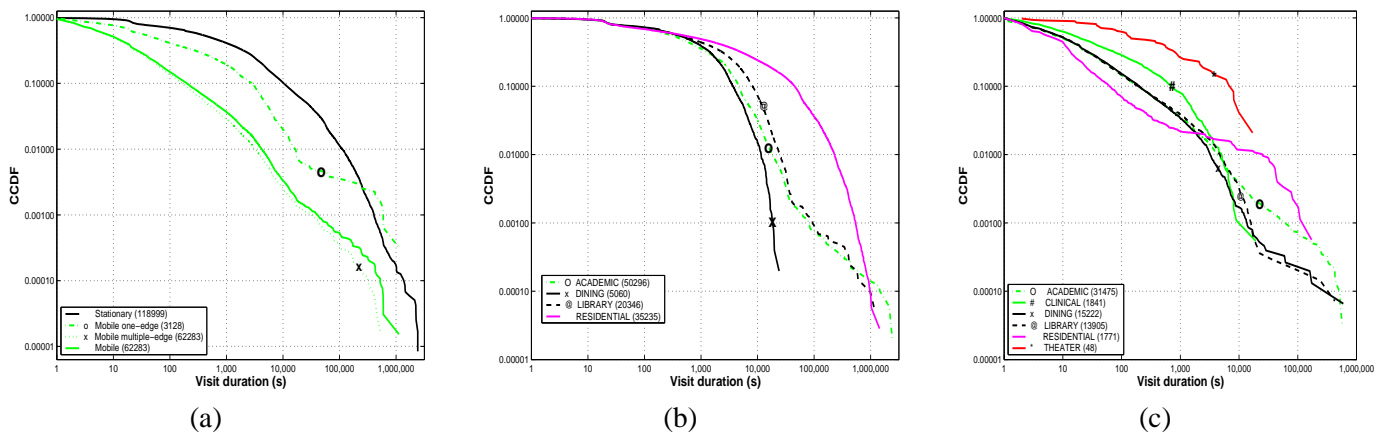 1.00000
0.10000
0.01000
0.00100
0.00010
0.00001
CCDF
1 10 100 1,000 10,000 100,000 1,000,000
Visit duration (s)
Stationary (118999)
o Mobile one−edge (3128)
x Mobile multiple−edge (62283)
Mobile (62283)
o
x
(a)
1.00000
0.10000
0.01000
0.00100
0.00010
0.00001
CCDF
1 10 100 1,000 10,000 100,000 1,000,000
Visit duration (s)
O ACADEMIC (50296)
x DINING (5060)
@ LIBRARY (20346)
RESIDENTIAL (35235)
@
o
x
(b)
1.00000
0.10000
0.01000
0.00100
0.00010
0.00001
CCDF
1 10 100 1,000 10,000 100,000 1,000,000
Visit duration (s)
O ACADEMIC (31475)
# CLINICAL (1841)
x DINING (15222)
@ LIBRARY (13905)
RESIDENTIAL (1771)
* THEATER (48)
*
#
x
@
o
(c)